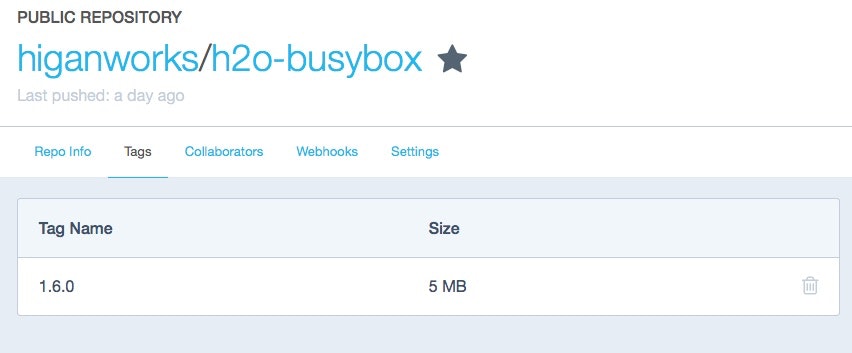 PUBLIC REPOSITORY
higanworks/h2o-busybox
Last pushed: a day ago
Repo Info Tags Collaborators Webhooks Settings
Tag Name Size
1.6.0 5 MB